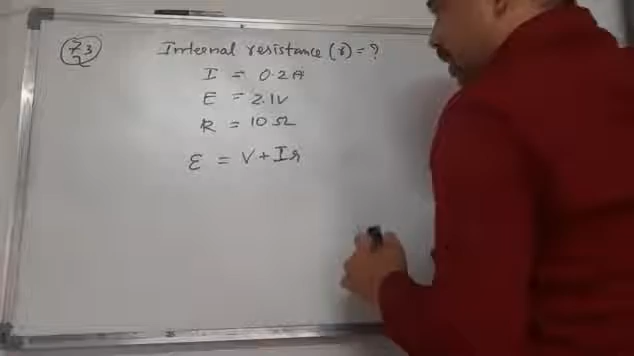 73
Internal resistance (r) = ?
I = 0.2A
E = 2.1V
R = 10 Ω
ε = V + Ir